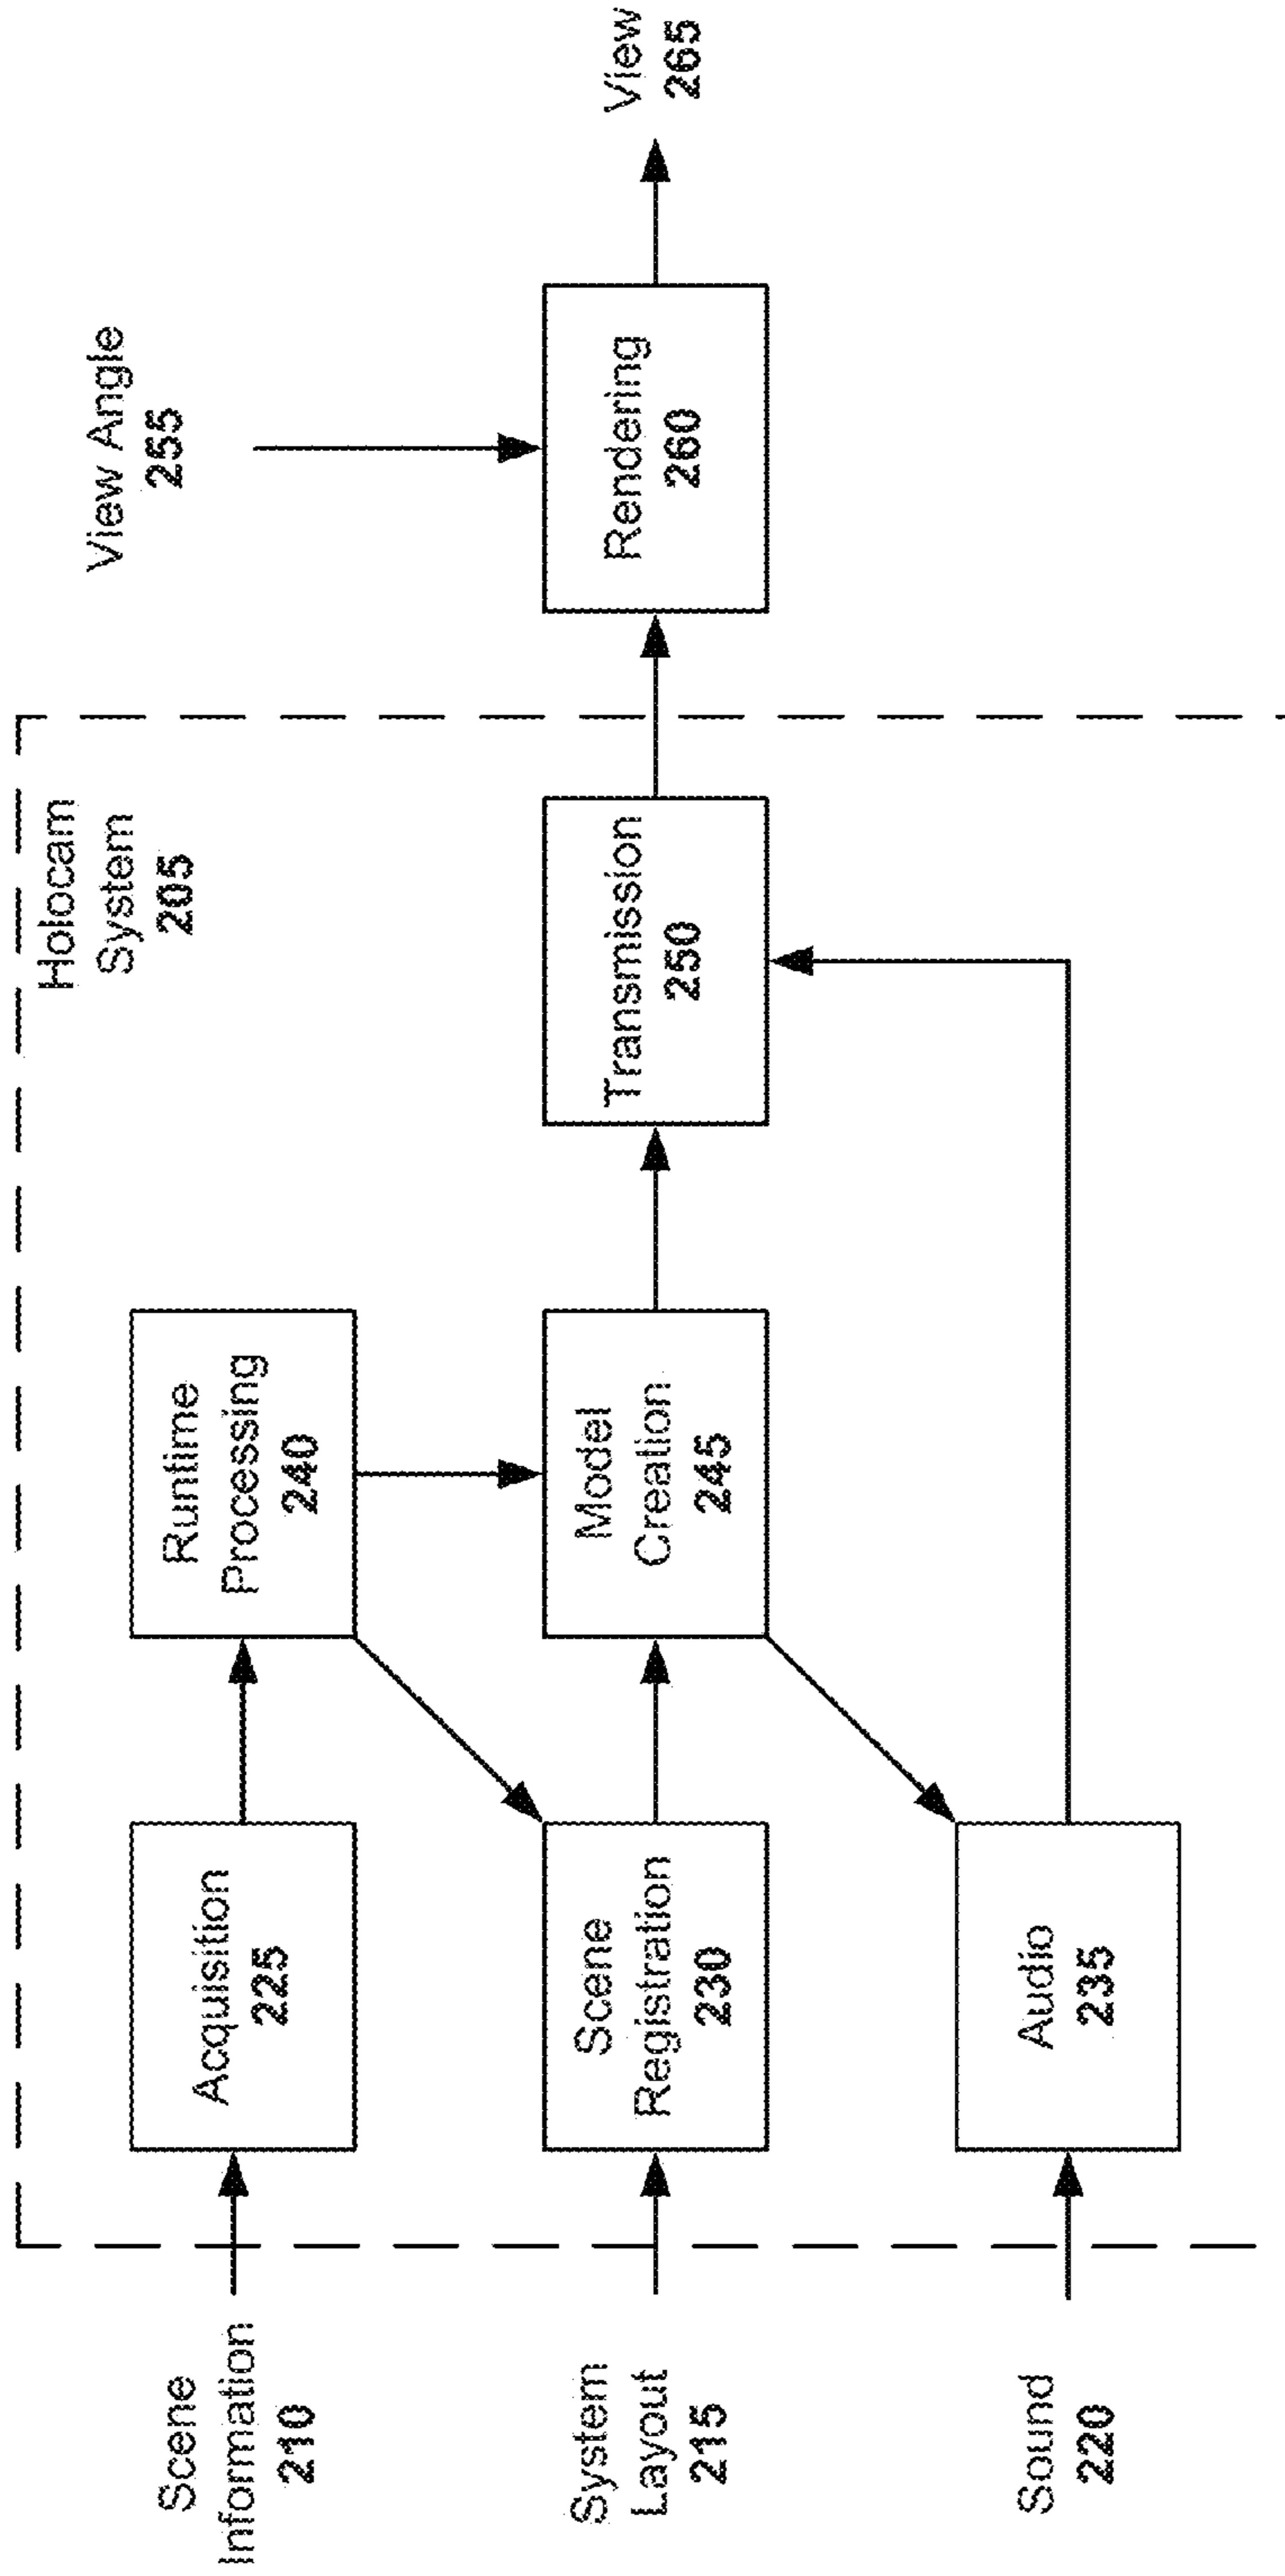 Holocam
System
205
Scene
Information
210
Acquisition
225
Runtime
Processing
240
View Angle
255
System
Layout
215
Scene
Registration
230
Model
Creation
245
Transmission
250
Rendering
260
View
265
Sound
220
Audio
235